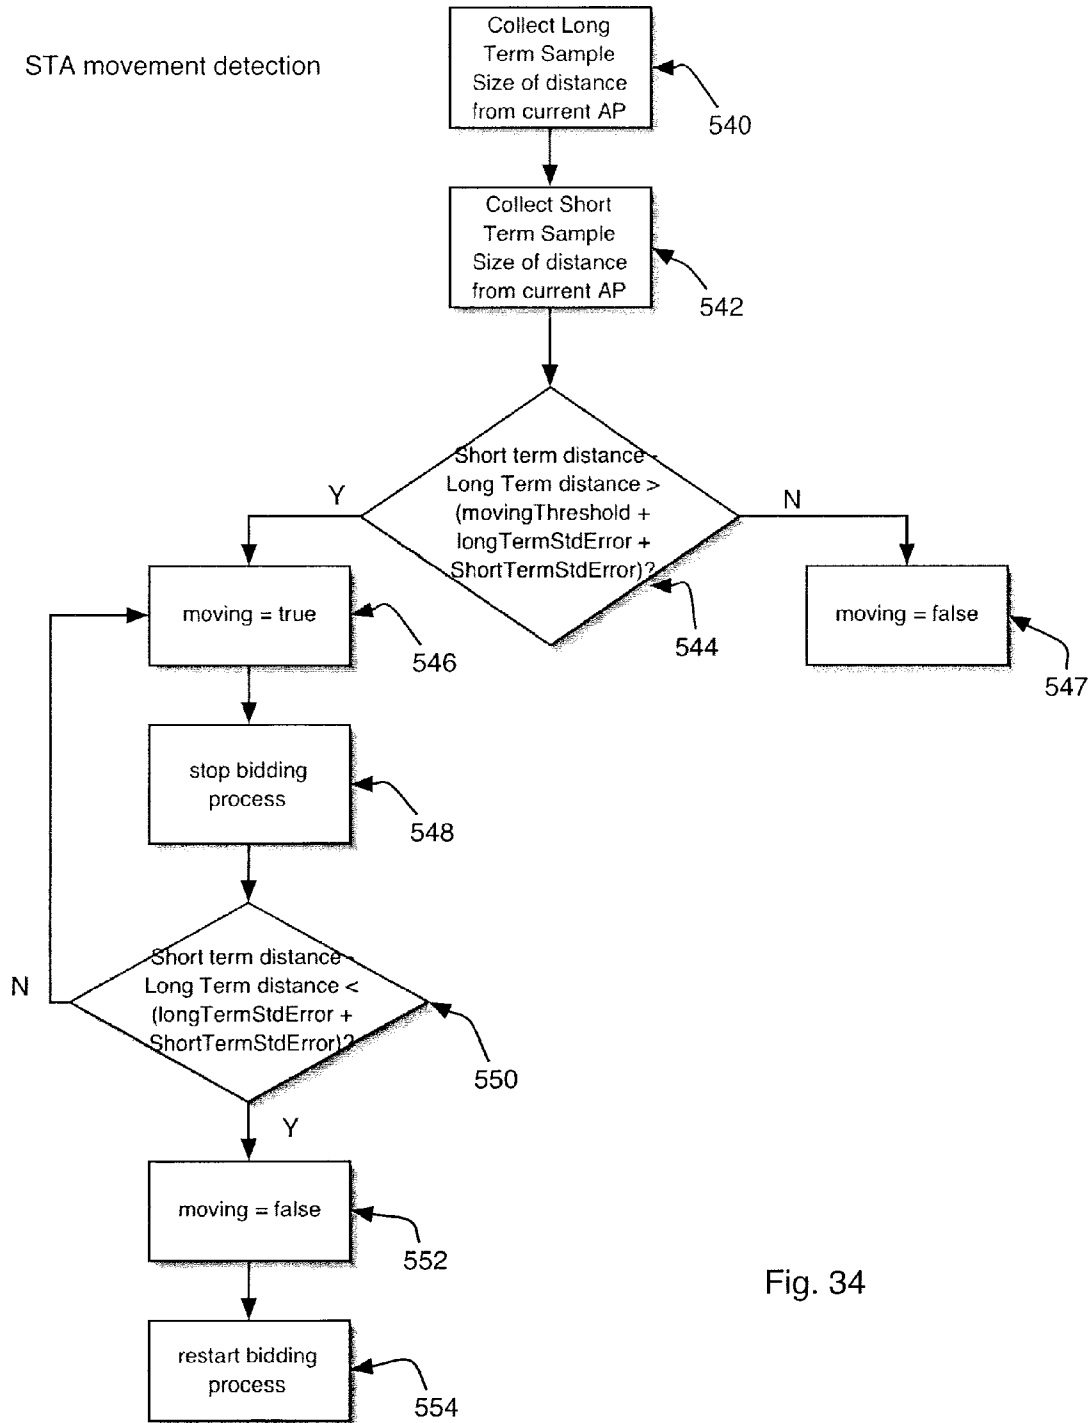 STA movement detection
Collect Long
Term Sample
Size of distance
from current AP
540
Collect Short
Term Sample
Size of distance
from current AP
542
Short term distance -
Long Term distance >
(movingThreshold +
longTermStdError +
ShortTermStdError)?
544
Y
N
moving = true
546
moving = false
547
stop bidding
process
548
Short term distance -
Long Term distance <
(longTermStdError +
ShortTermStdError)?
550
N
Y
moving = false
552
restart bidding
process
554
Fig. 34